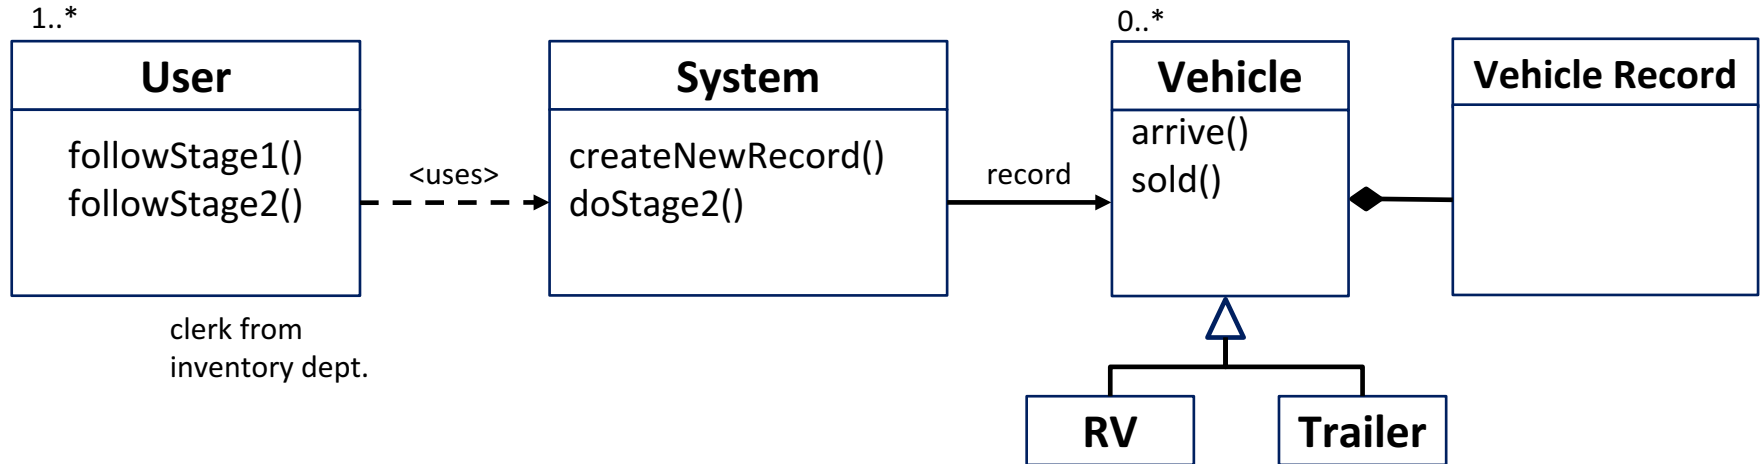 1..*
User
followStage1()
followStage2()
clerk from
inventory dept.
<uses>
System
createNewRecord()
doStage2()
record
0..*
Vehicle
arrive()
sold()
Vehicle Record
RV
Trailer